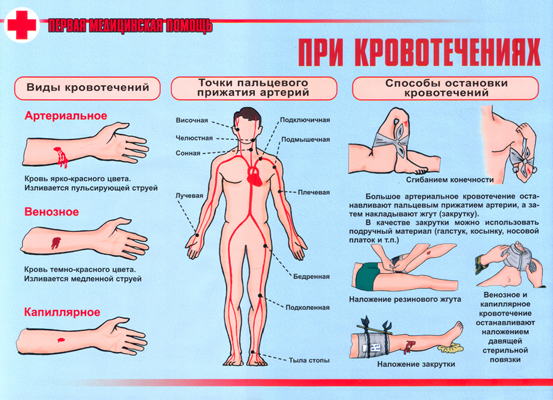 ПЕРВАЯ МЕДИЦИНСКАЯ ПОМОЩЬ
ПРИ КРОВОТЕЧЕНИЯХ
Виды кровотечений
Артериальное
Кровь ярко-красного цвета.
Изливается пульсирующей струей
Венозное
Кровь темно-красного цвета.
Изливается медленной струей
Капиллярное
Точки пальцевого
прижатия артерий
Височная
Челюстная
Сонная
Лучевая
Подключичная
Подмышечная
Плечевая
Бедренная
Подколенная
Тыла стопы
Способы остановки
кровотечений
Сгибанием конечности
Большое артериальное кровотечение оста-
навливают пальцевым прижатием артерии, а за-
тем накладывают жгут (закрутку).
В качестве закрутки можно использовать
подручный материал (галстук, косынку, носовой
платок и т.п.)
Наложение резинового жгута
Наложение закрутки
Венозное и
капиллярное
кровотечение
останавливают
наложением
давящей
стерильной
повязки